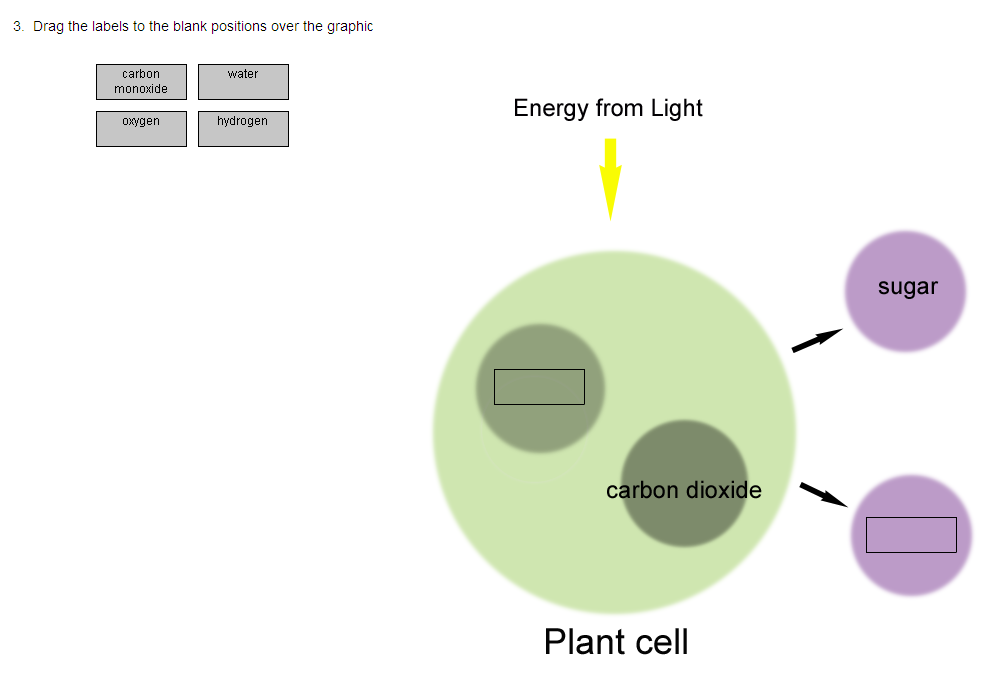 3. Drag the labels to the blank positions over the graphic
carbon
monoxide
water
oxygen
hydrogen
Energy from Light
sugar
carbon dioxide
Plant cell